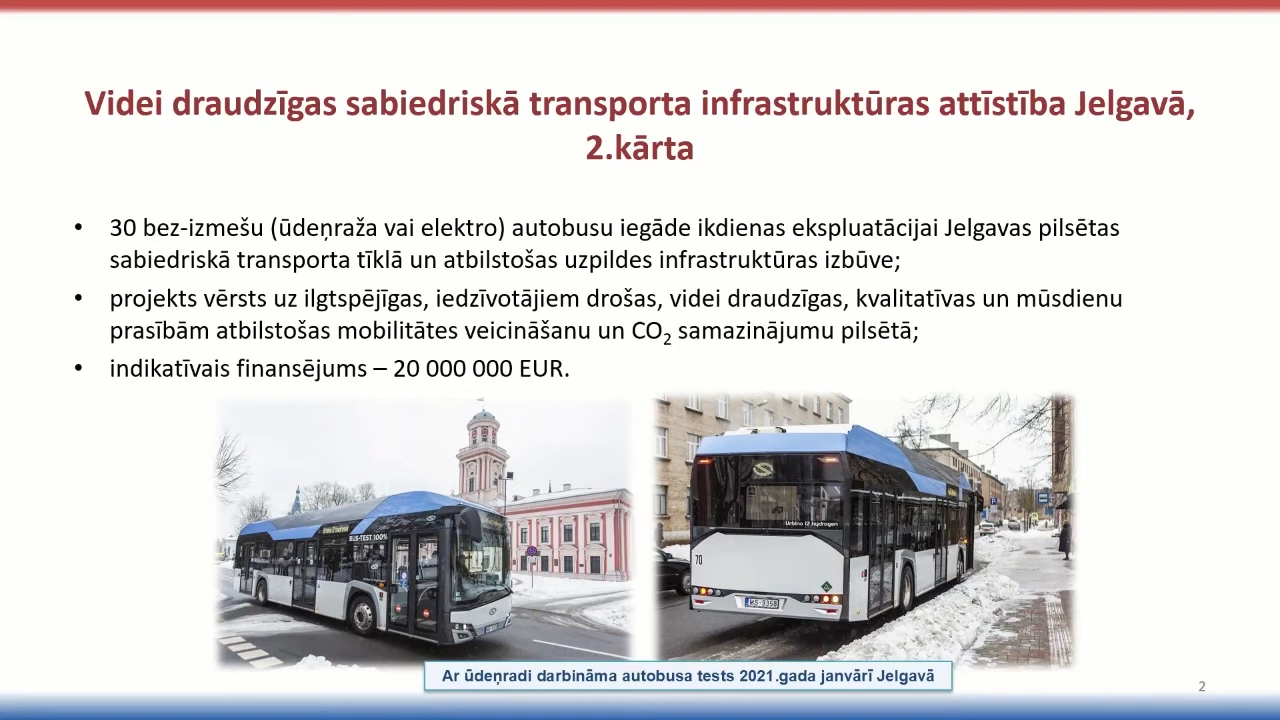 Videi draudzīgas sabiedriskā transporta infrastruktūras attīstība Jelgavā,
2.kārta
• 30 bez-izmešu (ūdeņraža vai elektro) autobusu iegāde ikdienas ekspluatācijai Jelgavas pilsētas
sabiedriskā transporta tīklā un atbilstošas uzpildes infrastruktūras izbūve;
• projekts vērsts uz ilgtspējīgas, iedzīvotājiem drošas, videi draudzīgas, kvalitatīvas un mūsdienu
prasībām atbilstošas mobilitātes veicināšanu un CO₂ samazinājumu pilsētā;
• indikatīvais finansējums – 20 000 000 EUR.
BUS-TEST 100%
Urbino 12 hydrogen
70
Ar ūdeņradi darbināma autobusa tests 2021.gada janvārī Jelgavā
2